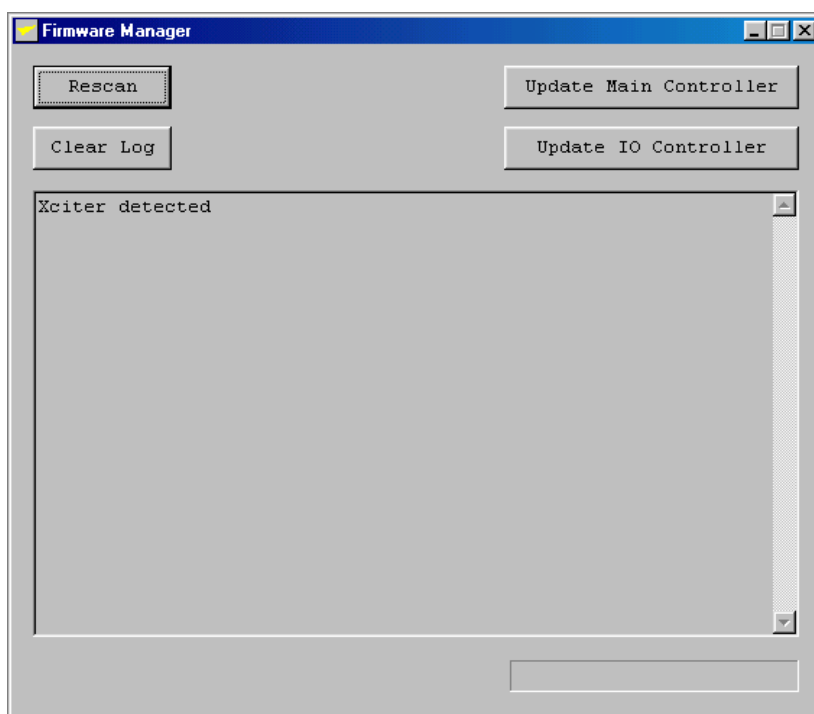 Firmware Manager
Rescan
Update Main Controller
Clear Log
Update IO Controller
Xciter detected